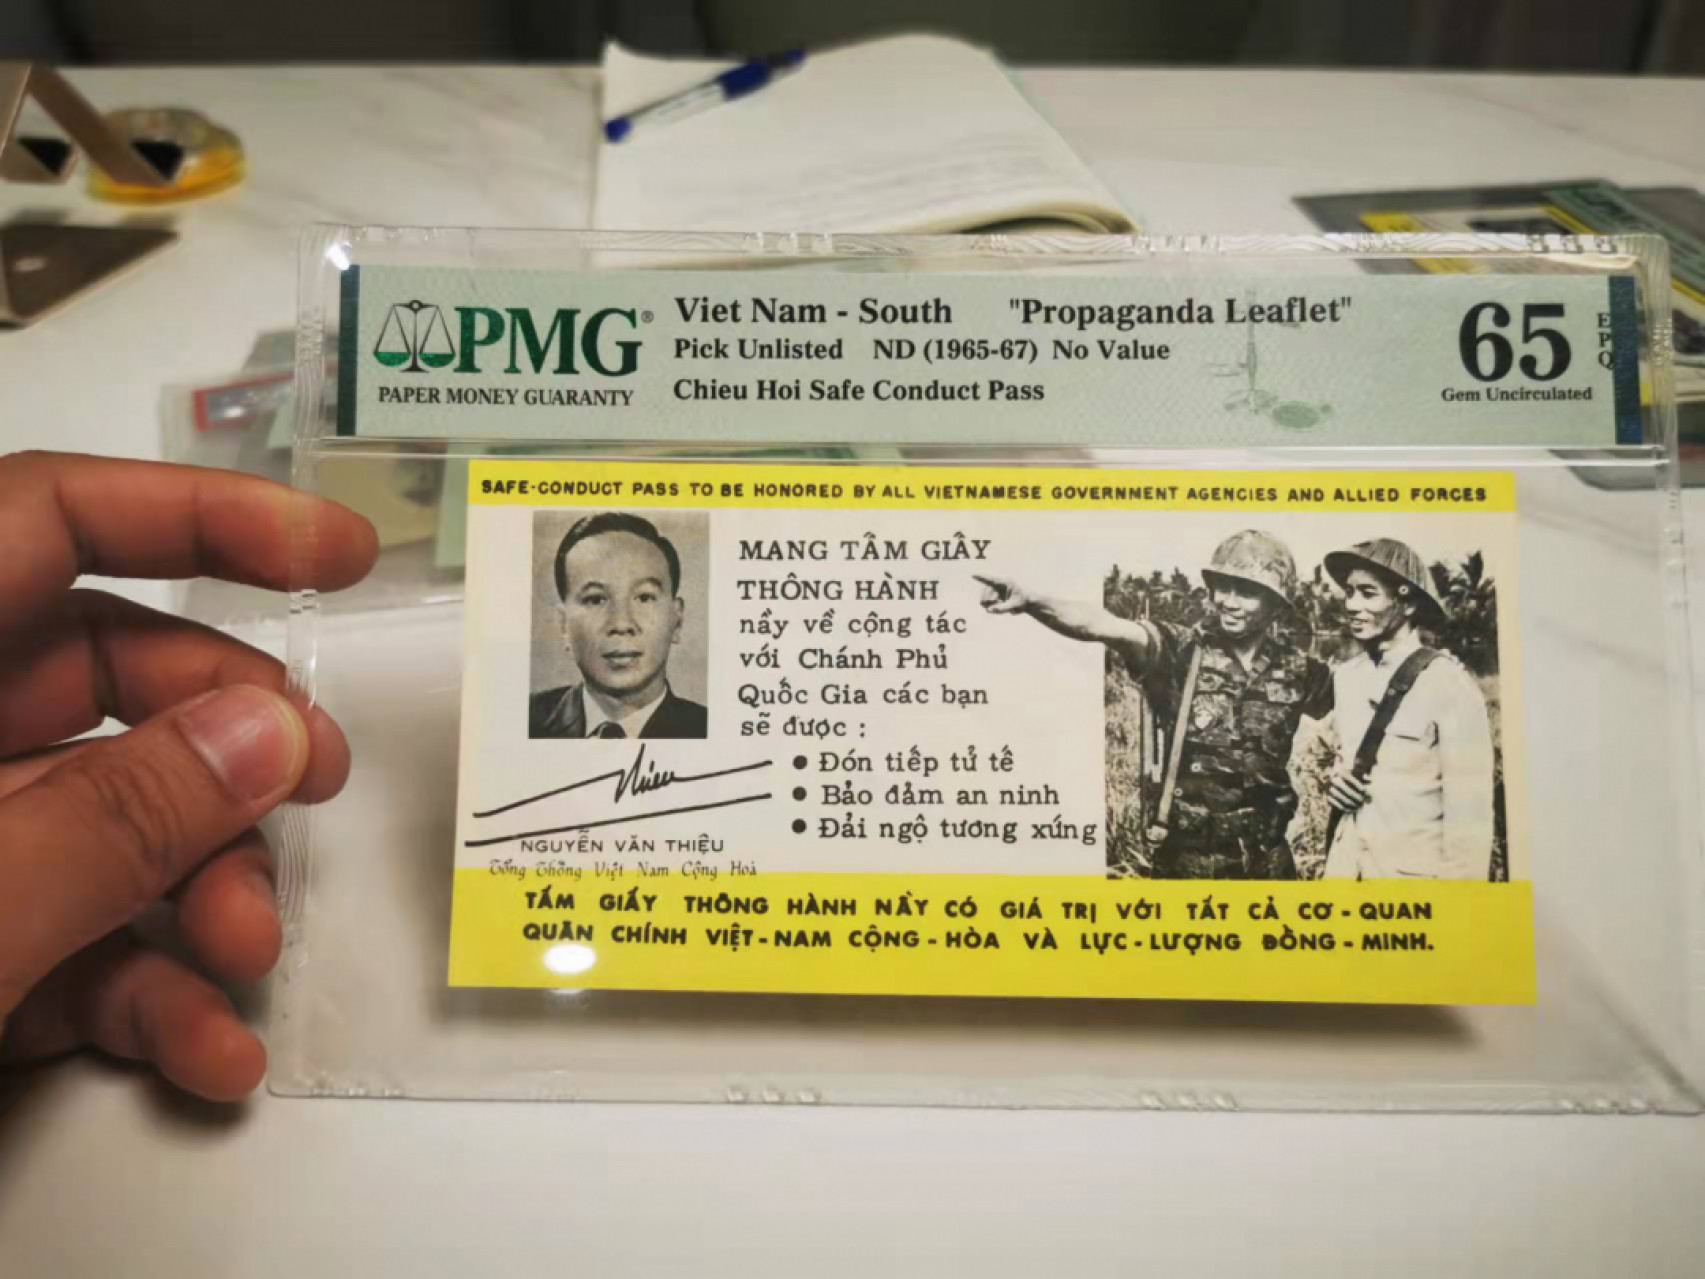 PMG®
PAPER MONEY GUARANTY
Viet Nam - South "Propaganda Leaflet"
Pick Unlisted ND (1965-67) No Value
Chieu Hoi Safe Conduct Pass
65
EPQ
Gem Uncirculated
SAFE-CONDUCT PASS TO BE HONORED BY ALL VIETNAMESE GOVERNMENT AGENCIES AND ALLIED FORCES
MANG TẤM GIẤY
THÔNG HÀNH
nầy về cộng tác
với Chánh Phủ
Quốc Gia các bạn
sẽ được :
● Đón tiếp tử tế
● Bảo đảm an ninh
● Đải ngộ tương xứng
NGUYỄN VĂN THIỆU
Tổng Thống Việt Nam Cộng Hoà
TẤM GIẤY THÔNG HÀNH NẦY CÓ GIÁ TRỊ VỚI TẤT CẢ CƠ - QUAN
QUÂN CHÍNH VIỆT - NAM CỘNG - HÒA VÀ LỰC - LƯỢNG ĐỒNG - MINH.